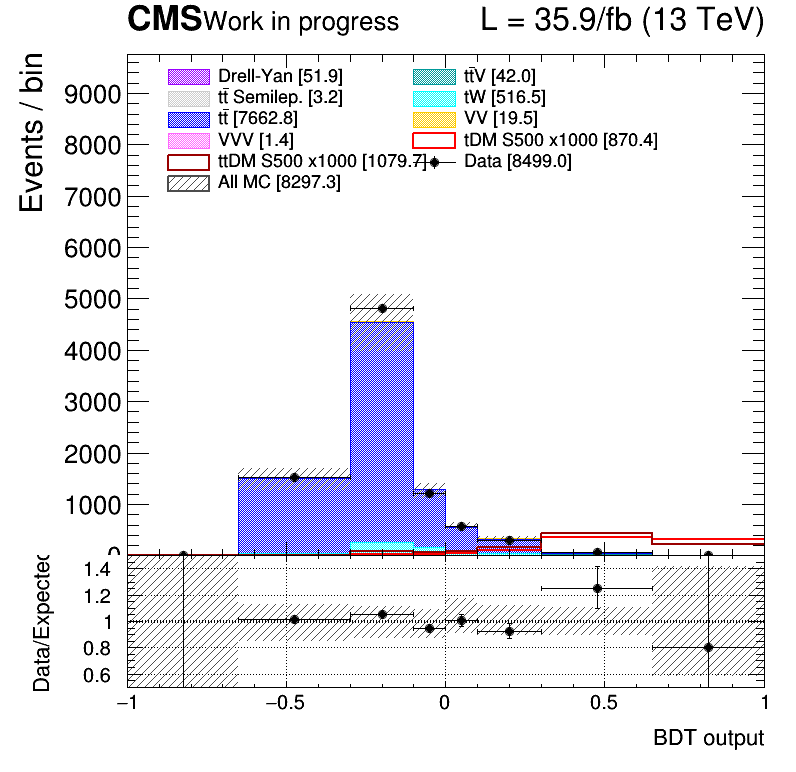 CMS Work in progress L = 35.9/fb (13 TeV)
Events / bin
Drell-Yan [51.9] tt̄V [42.0]
tt̄ Semilep. [3.2] tW [516.5]
tt̄ [7662.8] VV [19.5]
VVV [1.4] tDM S500 x1000 [870.4]
ttDM S500 x1000 [1079.7] Data [8499.0]
All MC [8297.3]
9000
8000
7000
6000
5000
4000
3000
2000
1000
0
Data/Expected
1.4
1.2
1
0.8
0.6
−1 −0.5 0 0.5 1
BDT output